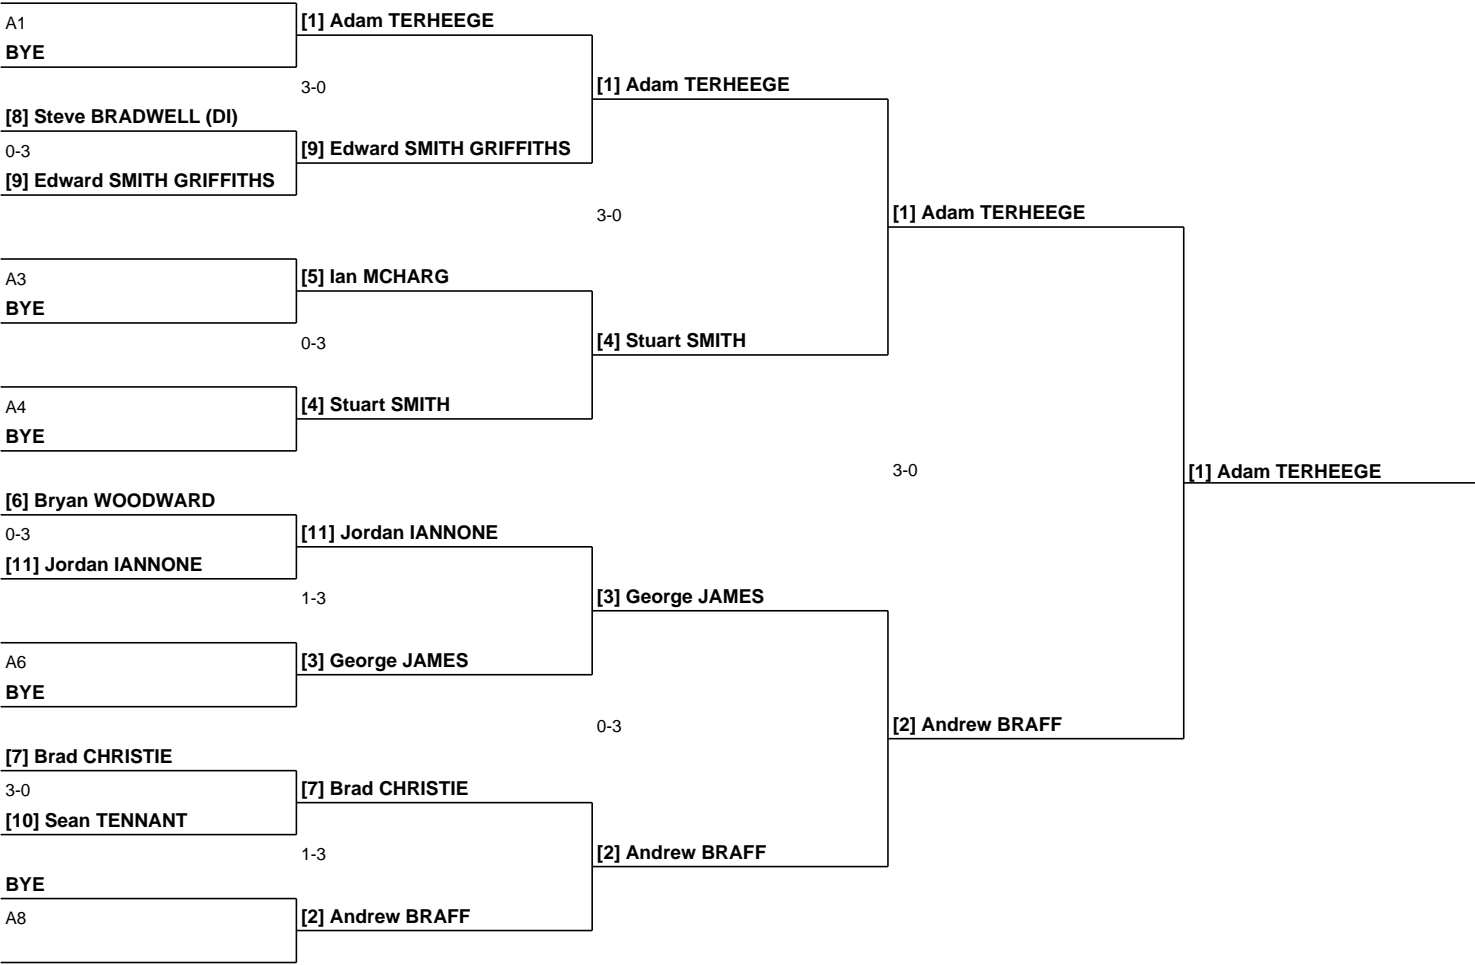 A1
BYE
[1] Adam TERHEEGE
3-0
[8] Steve BRADWELL (DI)
0-3
[9] Edward SMITH GRIFFITHS
[9] Edward SMITH GRIFFITHS
[1] Adam TERHEEGE
3-0
A3
BYE
[5] Ian MCHARG
0-3
A4
BYE
[4] Stuart SMITH
[4] Stuart SMITH
[1] Adam TERHEEGE
3-0
[6] Bryan WOODWARD
0-3
[11] Jordan IANNONE
[11] Jordan IANNONE
1-3
A6
BYE
[3] George JAMES
[3] George JAMES
0-3
[7] Brad CHRISTIE
3-0
[10] Sean TENNANT
[7] Brad CHRISTIE
1-3
BYE
A8
[2] Andrew BRAFF
[2] Andrew BRAFF
[2] Andrew BRAFF
[1] Adam TERHEEGE